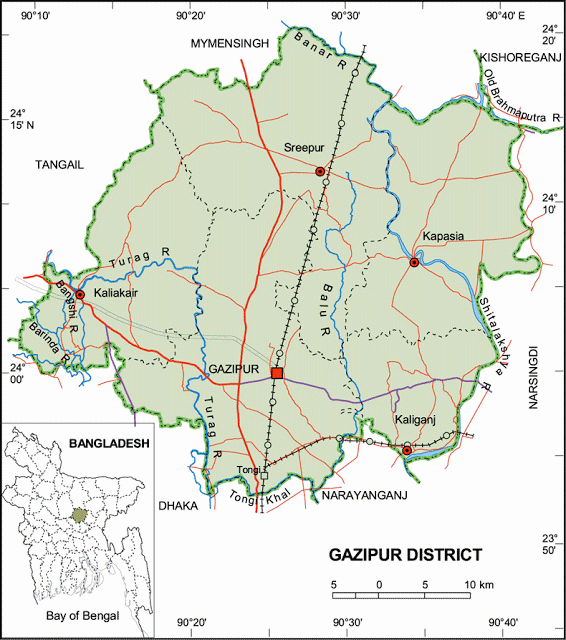 90°10' 90°20' 90°30' 90°40' E
24° 20'
MYMENSINGH
Banar R
KISHOREGANJ
Old Brahmaputra R
24° 15' N
Sreepur
TANGAIL
24° 10'
Kapasia
Turag R
Kaliakair
Bangshi R
Barinda R
Balu R
Shitalakshya R
24° 00'
GAZIPUR
NARSINGDI
Turag R
Kaliganj
BANGLADESH
Tongi
DHAKA
Tongi Khal
NARAYANGANJ
23° 50'
GAZIPUR DISTRICT
5 0 5 10 km
Bay of Bengal
90°20' 90°30' 90°40'